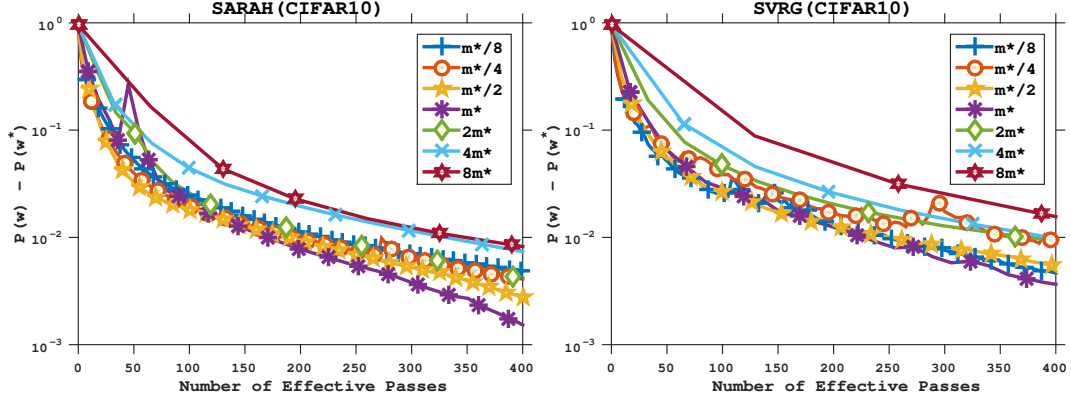 SARAH(CIFAR10)
P(w) - P(w*)
10^0
10^-1
10^-2
10^-3
m*/8
m*/4
m*/2
m*
2m*
4m*
8m*
0 50 100 150 200 250 300 350 400
Number of Effective Passes
SVRG(CIFAR10)
P(w) - P(w*)
10^0
10^-1
10^-2
10^-3
m*/8
m*/4
m*/2
m*
2m*
4m*
8m*
0 50 100 150 200 250 300 350 400
Number of Effective Passes